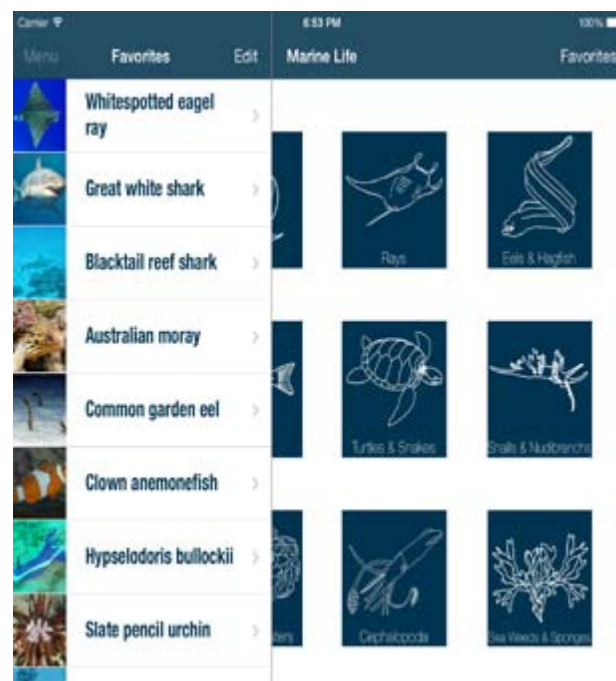 Carrier
6:53 PM
100%
Menu
Favorites
Edit
Marine Life
Favorites
Whitespotted eagel
ray
Great white shark
Blacktail reef shark
Australian moray
Common garden eel
Clown anemonefish
Hypselodoris bullockii
Slate pencil urchin
Rays
Eels & Hagfish
Turtles & Snakes
Snails & Nudibranchs
Cephalopoda
Sea Weeds & Sponges